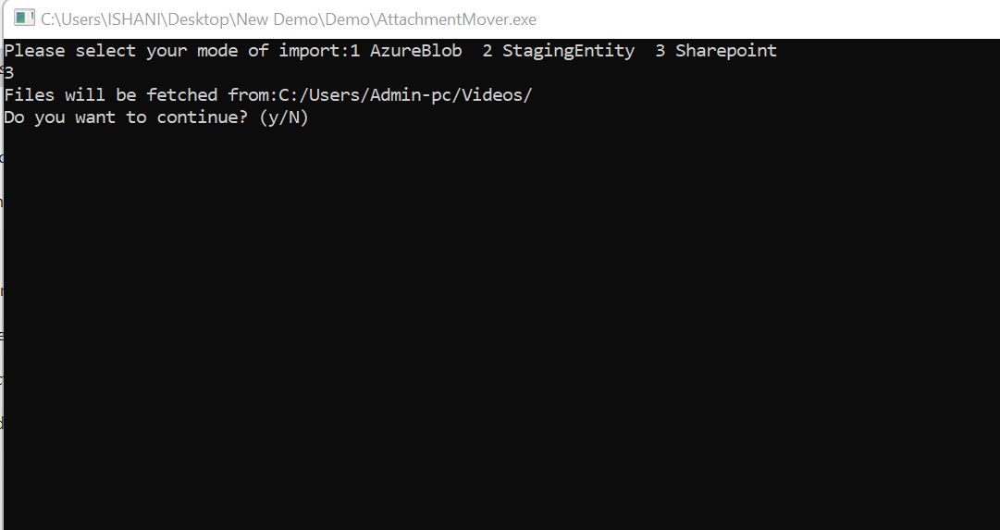 C:\Users\ISHANI\Desktop\New Demo\Demo\AttachmentMover.exe
Please select your mode of import:1 AzureBlob  2 StagingEntity  3 Sharepoint
3
Files will be fetched from:C:/Users/Admin-pc/Videos/
Do you want to continue? (y/N)